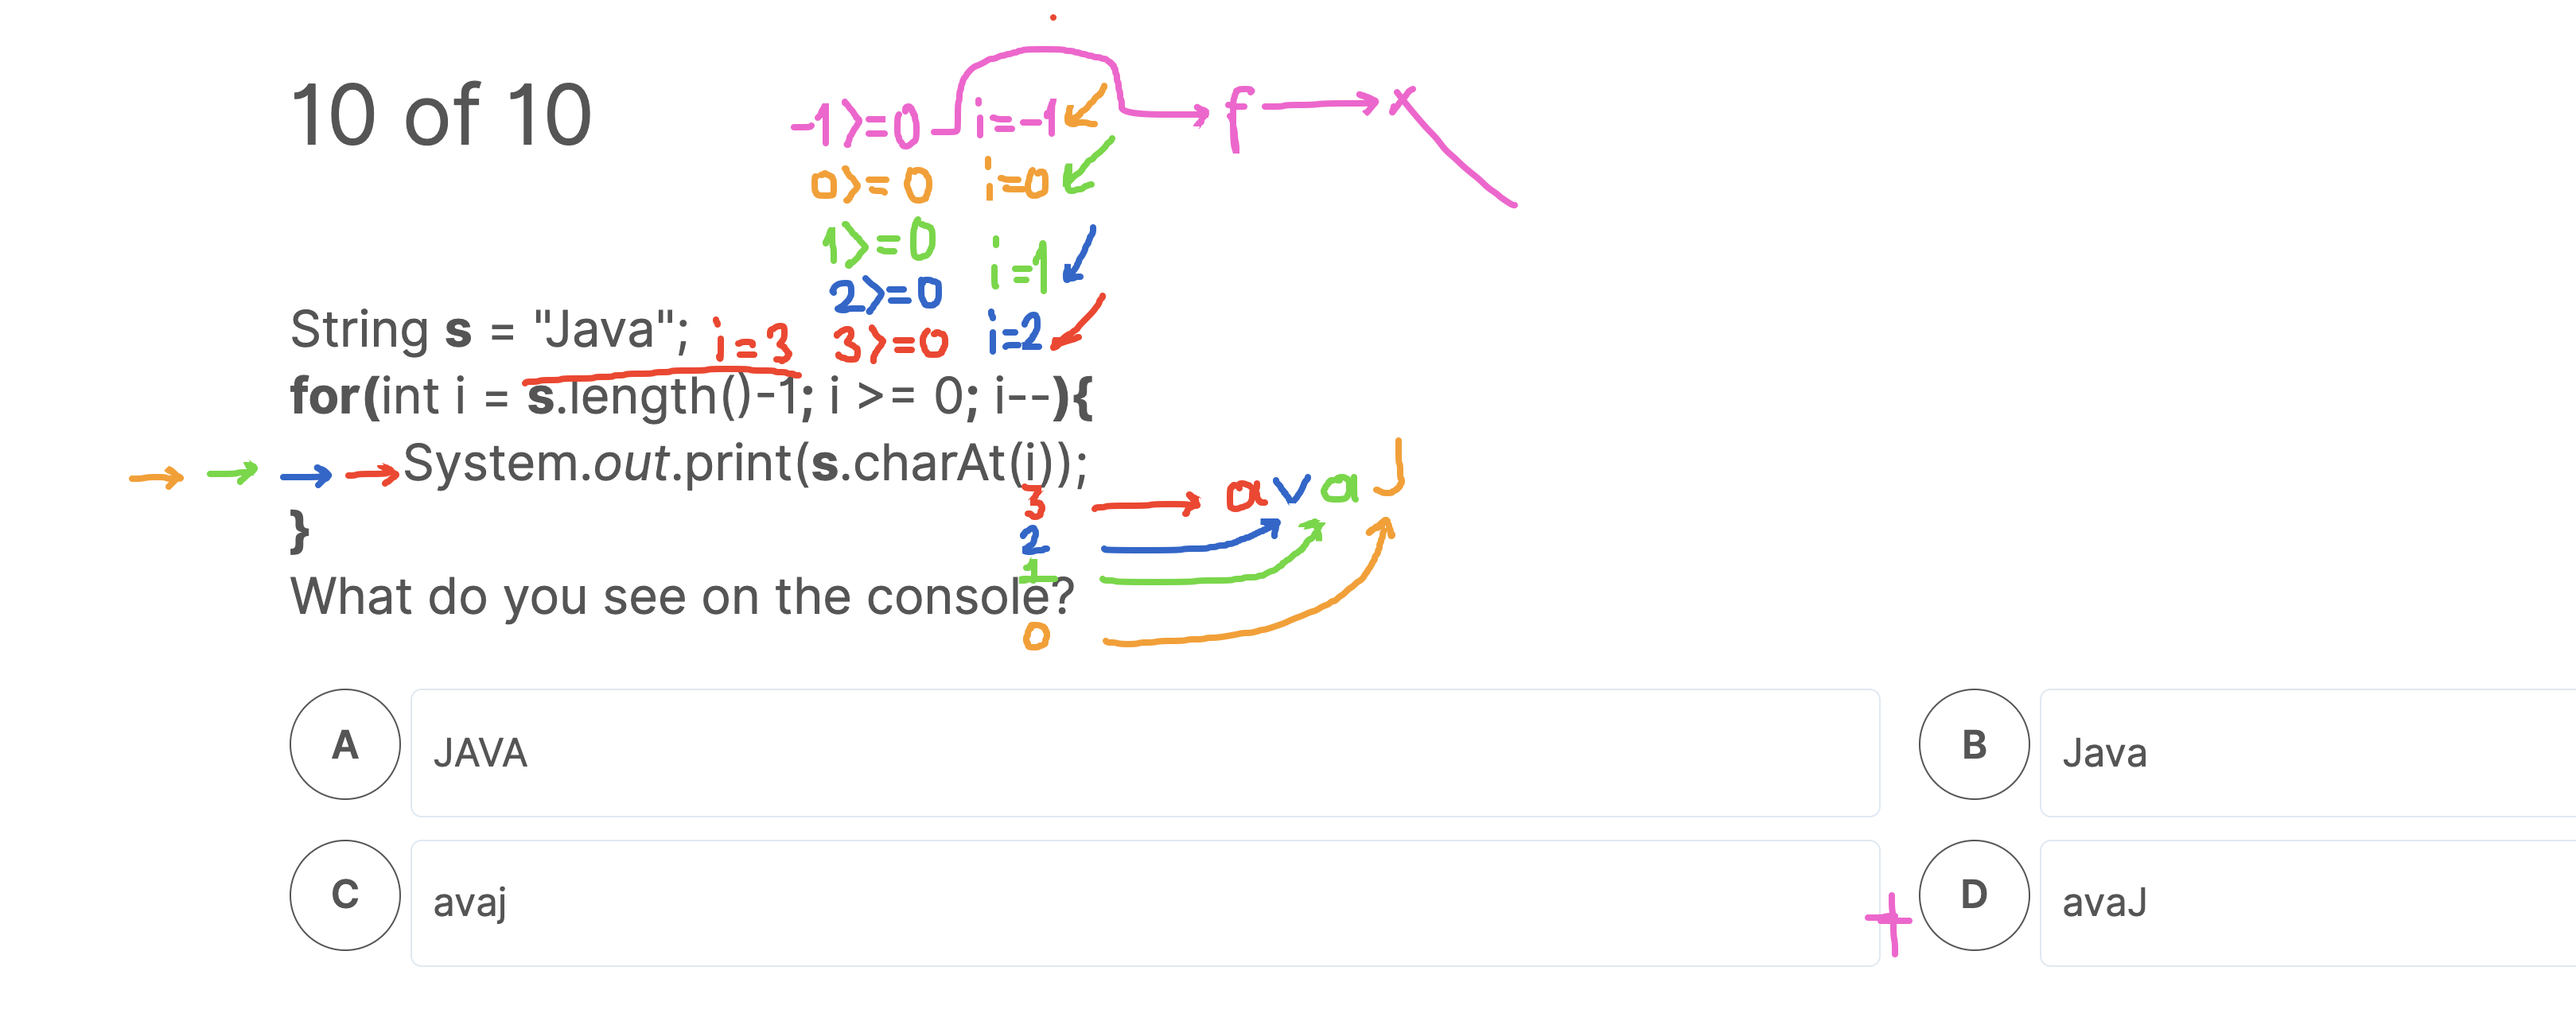 10 of 10
-1>=0 i=-1 f x
0>=0 i=0
1>=0 i=1
2>=0 i=2
String s = "Java"; i=3 3>=0
for(int i = s.length()-1; i >= 0; i--){
System.out.print(s.charAt(i));
3 a v a J
}
2
1
What do you see on the console?
0
A JAVA
B Java
C avaj
+ D avaJ